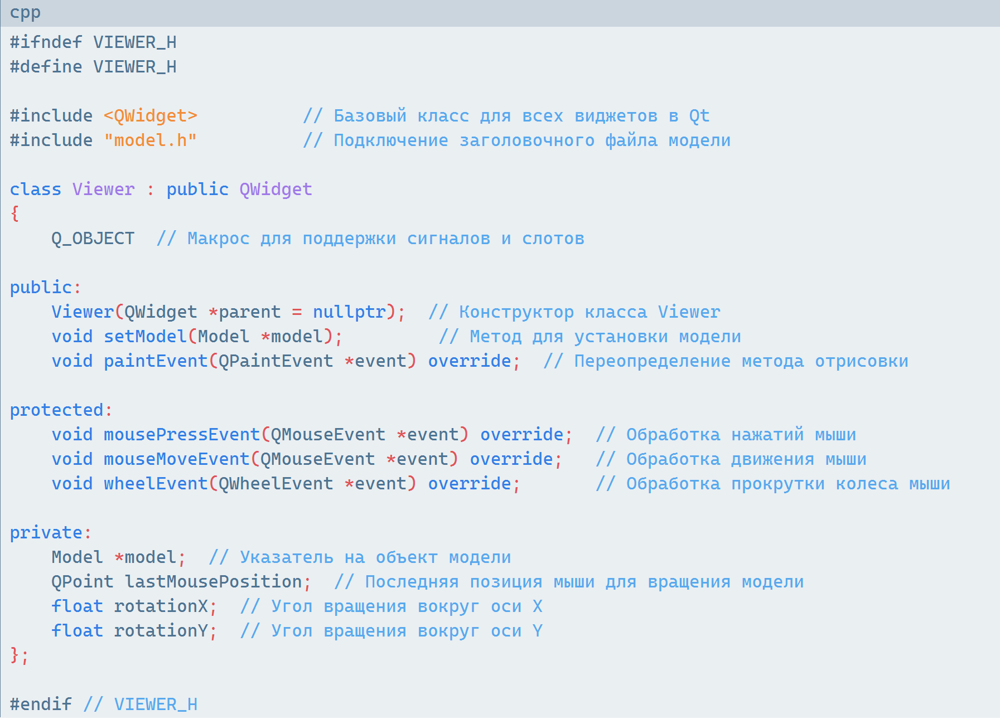 cpp
#ifndef VIEWER_H
#define VIEWER_H
#include <QWidget>          // Базовый класс для всех виджетов в Qt
#include "model.h"          // Подключение заголовочного файла модели
class Viewer : public QWidget
{
    Q_OBJECT  // Макрос для поддержки сигналов и слотов
public:
    Viewer(QWidget *parent = nullptr);  // Конструктор класса Viewer
    void setModel(Model *model);         // Метод для установки модели
    void paintEvent(QPaintEvent *event) override;  // Переопределение метода отрисовки
protected:
    void mousePressEvent(QMouseEvent *event) override;  // Обработка нажатий мыши
    void mouseMoveEvent(QMouseEvent *event) override;   // Обработка движения мыши
    void wheelEvent(QWheelEvent *event) override;       // Обработка прокрутки колеса мыши
private:
    Model *model;  // Указатель на объект модели
    QPoint lastMousePosition;  // Последняя позиция мыши для вращения модели
    float rotationX;  // Угол вращения вокруг оси X
    float rotationY;  // Угол вращения вокруг оси Y
};
#endif // VIEWER_H